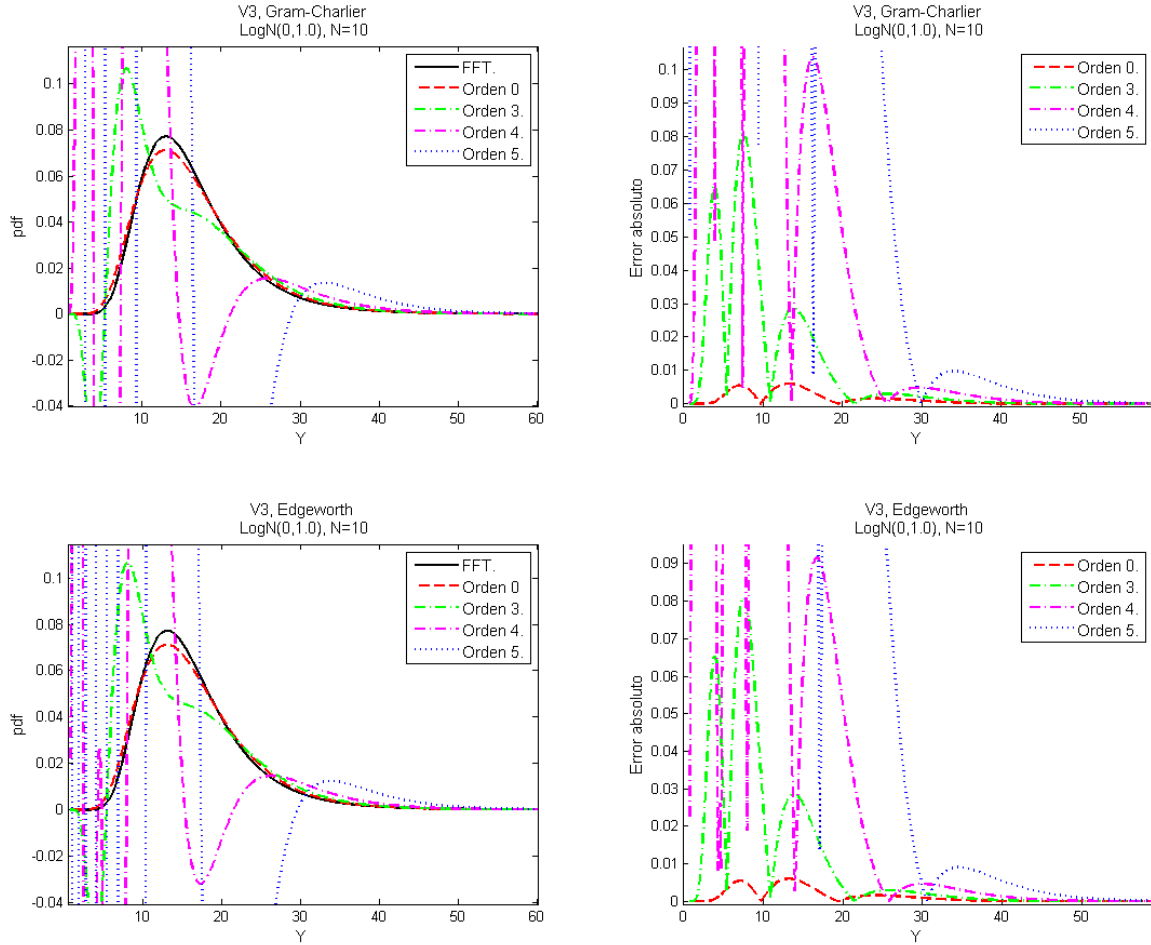 V3, Gram-Charlier
LogN(0,1.0), N=10
pdf
0.1
0.08
0.06
0.04
0.02
0
-0.02
-0.04
10
20
30
40
50
60
Y
FFT.
Orden 0
Orden 3.
Orden 4.
Orden 5.
V3, Gram-Charlier
LogN(0,1.0), N=10
Error absoluto
0.1
0.09
0.08
0.07
0.06
0.05
0.04
0.03
0.02
0.01
0
0
10
20
30
40
50
Y
Orden 0.
Orden 3.
Orden 4.
Orden 5.
V3, Edgeworth
LogN(0,1.0), N=10
pdf
0.1
0.08
0.06
0.04
0.02
0
-0.02
-0.04
10
20
30
40
50
60
Y
FFT.
Orden 0
Orden 3.
Orden 4.
Orden 5.
V3, Edgeworth
LogN(0,1.0), N=10
Error absoluto
0.09
0.08
0.07
0.06
0.05
0.04
0.03
0.02
0.01
0
0
10
20
30
40
50
Y
Orden 0.
Orden 3.
Orden 4.
Orden 5.